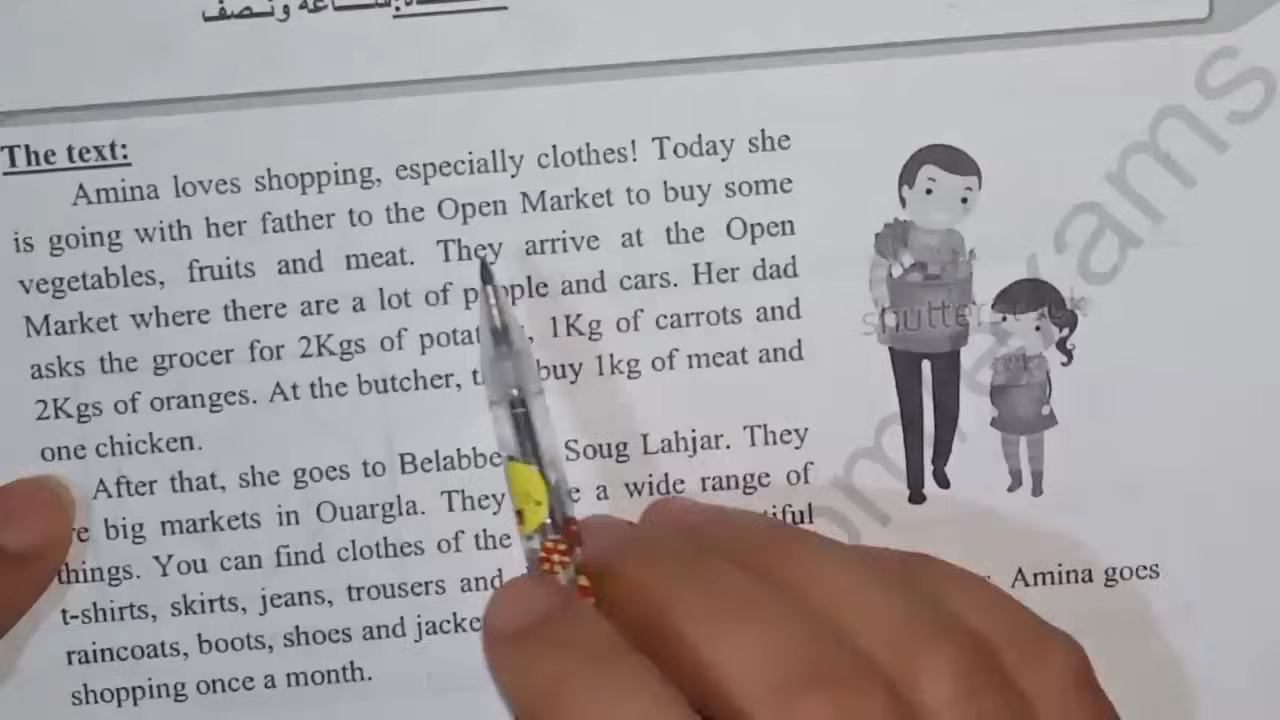 ونصف
The text:
Amina loves shopping, especially clothes! Today she
is going with her father to the Open Market to buy some
vegetables, fruits and meat. They arrive at the Open
Market where there are a lot of people and cars. Her dad
asks the grocer for 2Kgs of 1Kg of carrots and
2Kgs of oranges. At the butcher, buy 1kg of meat and
one chicken.
After that, she goes to Soug Lahjar. They
big markets in Ouargla. They a wide range of
things. You can find clothes of the
t-shirts, skirts, jeans, trousers and
raincoats, boots, shoes and Amina goes
shopping once a month.
shutterstock